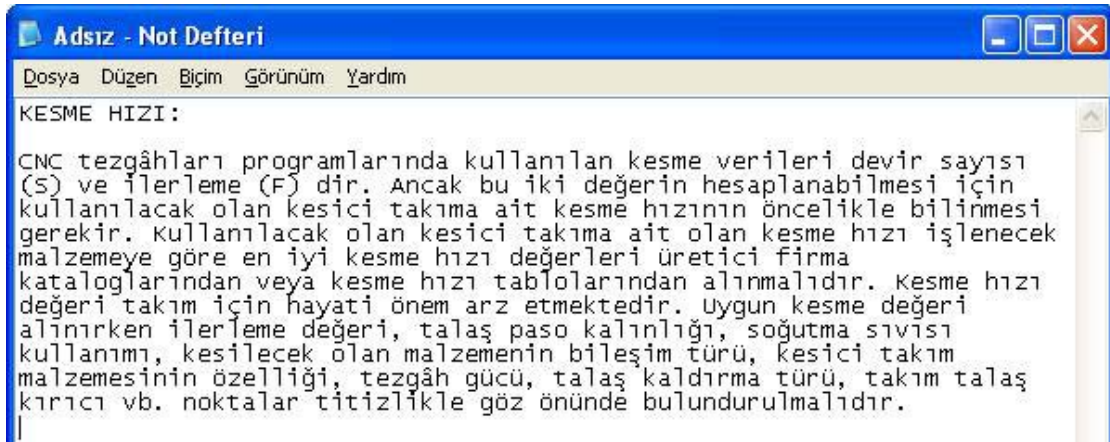 Adsız - Not Defteri
Dosya Düzen Biçim Görünüm Yardım
KESME HIZI:
CNC tezgâhları programlarında kullanılan kesme verileri devir sayısı
(S) ve ilerleme (F) dir. Ancak bu iki değerin hesaplanabilmesi için
kullanılacak olan kesici takıma ait kesme hızının öncelikle bilinmesi
gerekir. Kullanılacak olan kesici takıma ait olan kesme hızı işlenecek
malzemeye göre en iyi kesme hızı değerleri üretici firma
kataloglarından veya kesme hızı tablolarından alınmalıdır. Kesme hızı
değeri takım için hayati önem arz etmektedir. Uygun kesme değeri
alınırken ilerleme değeri, talaş paso kalınlığı, soğutma sıvısı
kullanımı, kesilecek olan malzemenin bileşim türü, kesici takım
malzemesinin özelliği, tezgâh gücü, talaş kaldırma türü, takım talaş
kırıcı vb. noktalar titizlikle göz önünde bulundurulmalıdır.